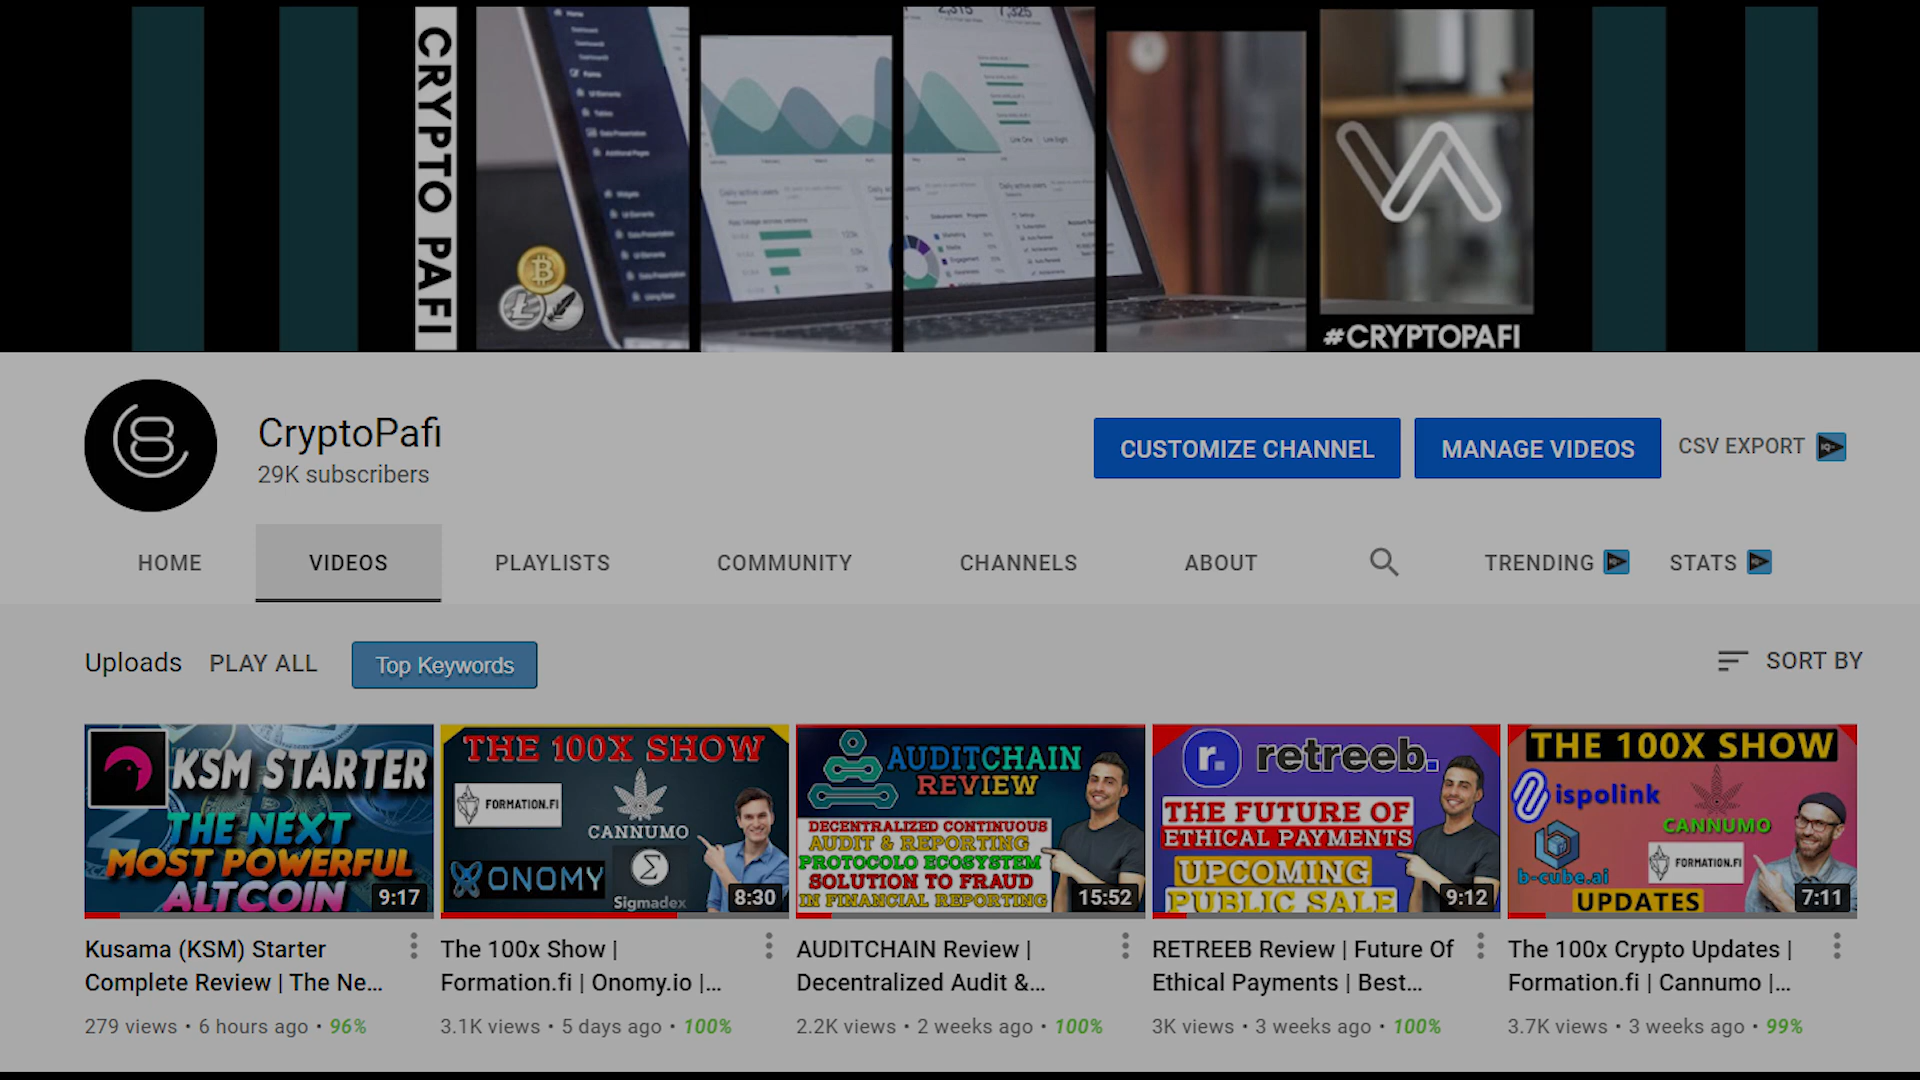 CRYPTO PAFI
#CRYPTOPAFI
CryptoPafi
29K subscribers
CUSTOMIZE CHANNEL
MANAGE VIDEOS
CSV EXPORT
HOME
VIDEOS
PLAYLISTS
COMMUNITY
CHANNELS
ABOUT
TRENDING
STATS
Uploads
PLAY ALL
Top Keywords
SORT BY
KSM STARTER
THE NEXT
MOST POWERFUL
ALTCOIN
9:17
THE 100X SHOW
FORMATION.FI
CANNUMO
ONOMY
Sigmadex
8:30
AUDITCHAIN
REVIEW
DECENTRALIZED CONTINUOUS
AUDIT & REPORTING
PROTOCOLO ECOSYSTEM
SOLUTION TO FRAUD
IN FINANCIAL REPORTING
15:52
r. retreeb.
THE FUTURE OF
ETHICAL PAYMENTS
UPCOMING
PUBLIC SALE
9:12
THE 100X SHOW
ispolink
CANNUMO
b-cube.ai
FORMATION.FI
UPDATES
7:11
Kusama (KSM) Starter
Complete Review | The Ne...
279 views • 6 hours ago • 96%
The 100x Show |
Formation.fi | Onomy.io |...
3.1K views • 5 days ago • 100%
AUDITCHAIN Review |
Decentralized Audit &...
2.2K views • 2 weeks ago • 100%
RETREEB Review | Future Of
Ethical Payments | Best...
3K views • 3 weeks ago • 100%
The 100x Crypto Updates |
Formation.fi | Cannumo |...
3.7K views • 3 weeks ago • 99%